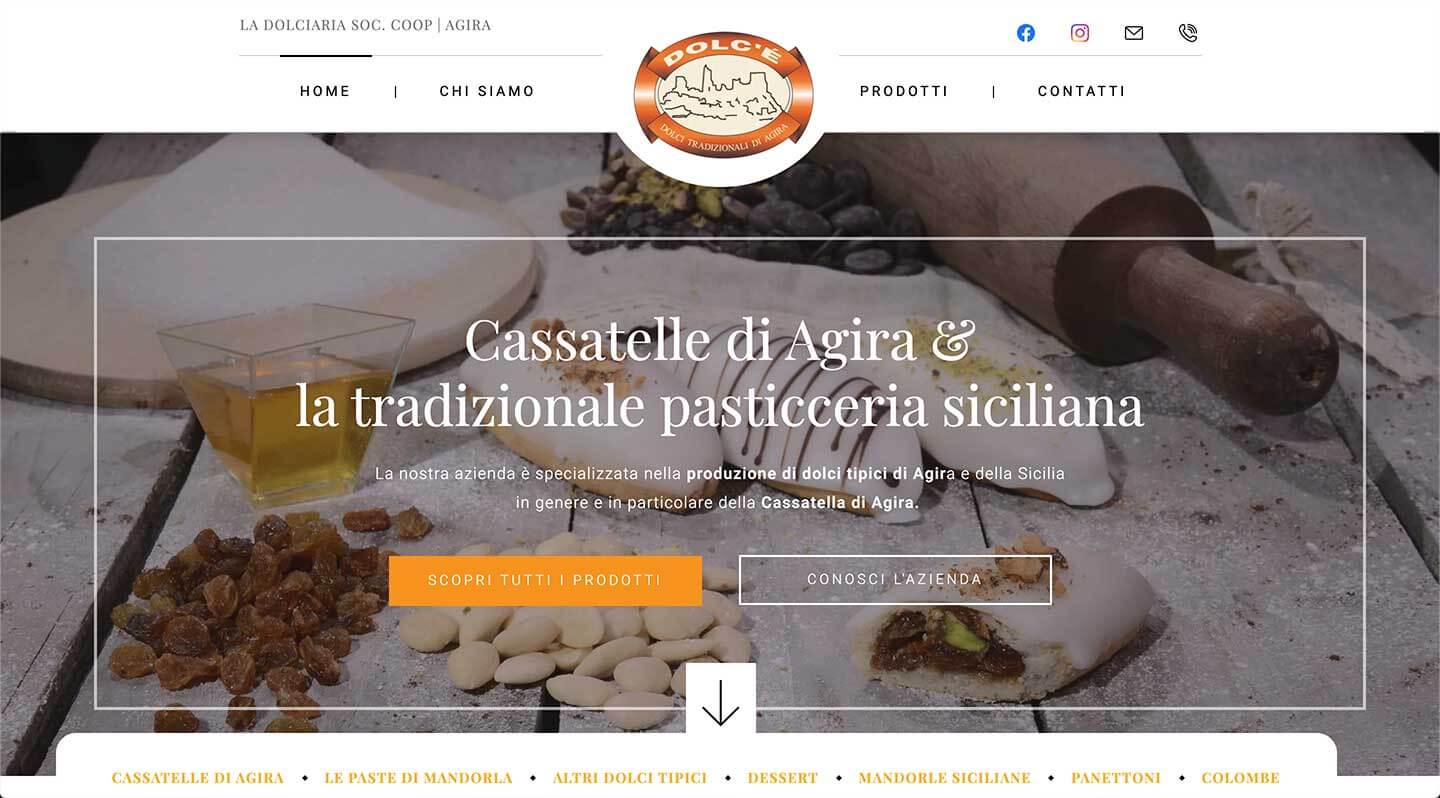 LA DOLCIARIA SOC. COOP | AGIRA
HOME | CHI SIAMO
DOLC'É
DOLCI TRADIZIONALI DI AGIRA
PRODOTTI | CONTATTI
Cassatelle di Agira &
la tradizionale pasticceria siciliana
La nostra azienda è specializzata nella produzione di dolci tipici di Agira e della Sicilia
in genere e in particolare della Cassatella di Agira.
SCOPRI TUTTI I PRODOTTI
CONOSCI L'AZIENDA
CASSATELLE DI AGIRA ◆ LE PASTE DI MANDORLA ◆ ALTRI DOLCI TIPICI ◆ DESSERT ◆ MANDORLE SICILIANE ◆ PANETTONI ◆ COLOMBE